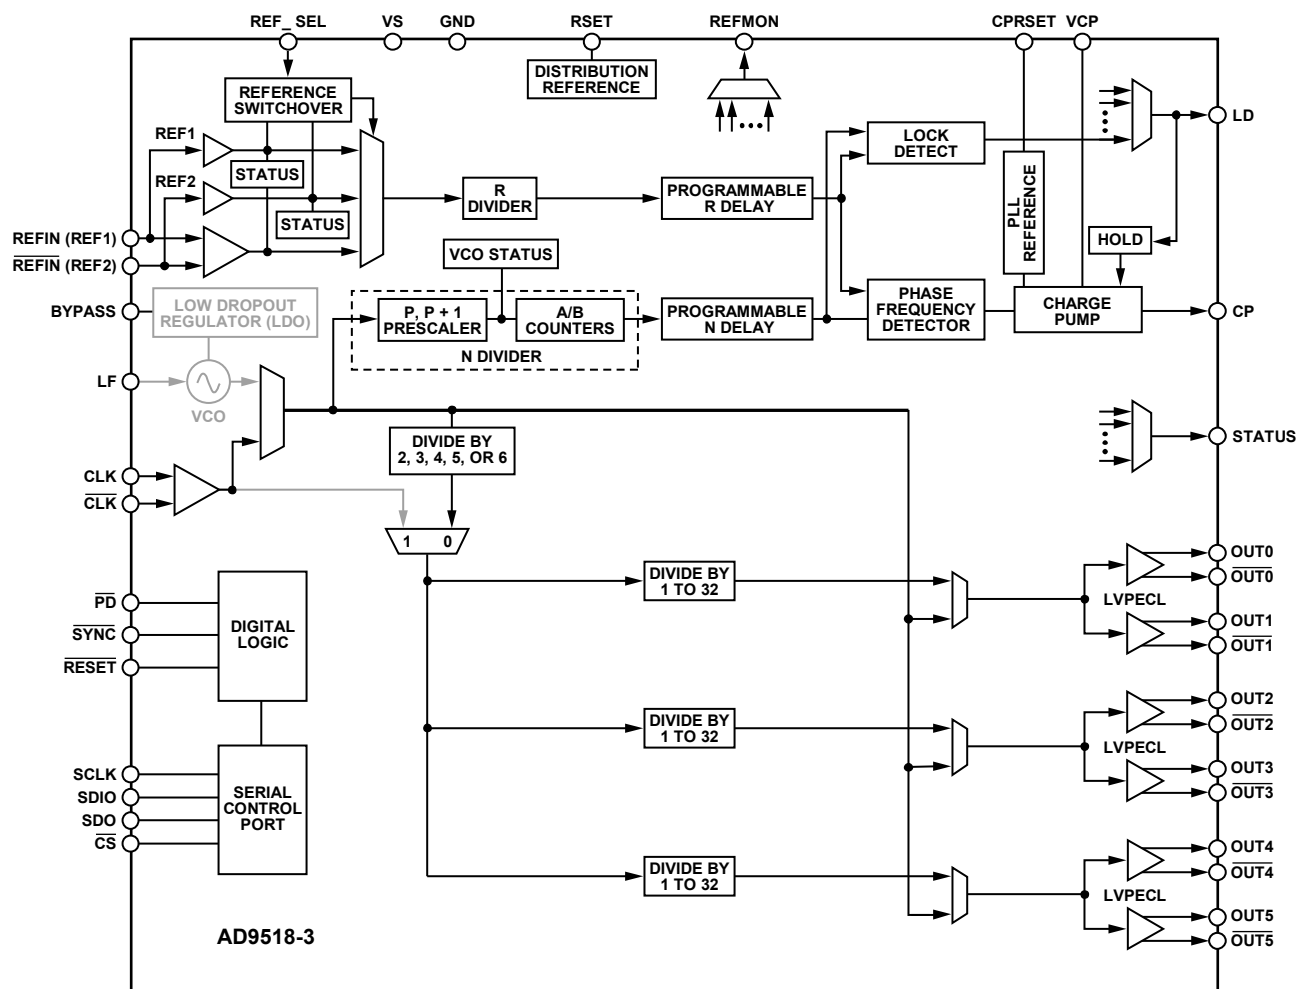 REF_ SEL
VS
GND
RSET
REFMON
CPRSET
VCP
DISTRIBUTION
REFERENCE
REFERENCE
SWITCHOVER
LD
REF1
LOCK
DETECT
STATUS
REF2
R
DIVIDER
PROGRAMMABLE
R DELAY
PLL
REFERENCE
STATUS
REFIN (REF1)
HOLD
VCO STATUS
REFIN (REF2)
LOW DROPOUT
REGULATOR (LDO)
BYPASS
P, P + 1
PRESCALER
A/B
COUNTERS
PROGRAMMABLE
N DELAY
PHASE
FREQUENCY
DETECTOR
CHARGE
PUMP
CP
N DIVIDER
LF
VCO
DIVIDE BY
2, 3, 4, 5, OR 6
STATUS
CLK
CLK
1
0
OUT0
DIVIDE BY
1 TO 32
OUT0
LVPECL
PD
OUT1
SYNC
DIGITAL
LOGIC
OUT1
RESET
OUT2
DIVIDE BY
1 TO 32
OUT2
LVPECL
OUT3
SCLK
OUT3
SDIO
SERIAL
CONTROL
PORT
SDO
CS
OUT4
DIVIDE BY
1 TO 32
OUT4
LVPECL
OUT5
AD9518-3
OUT5